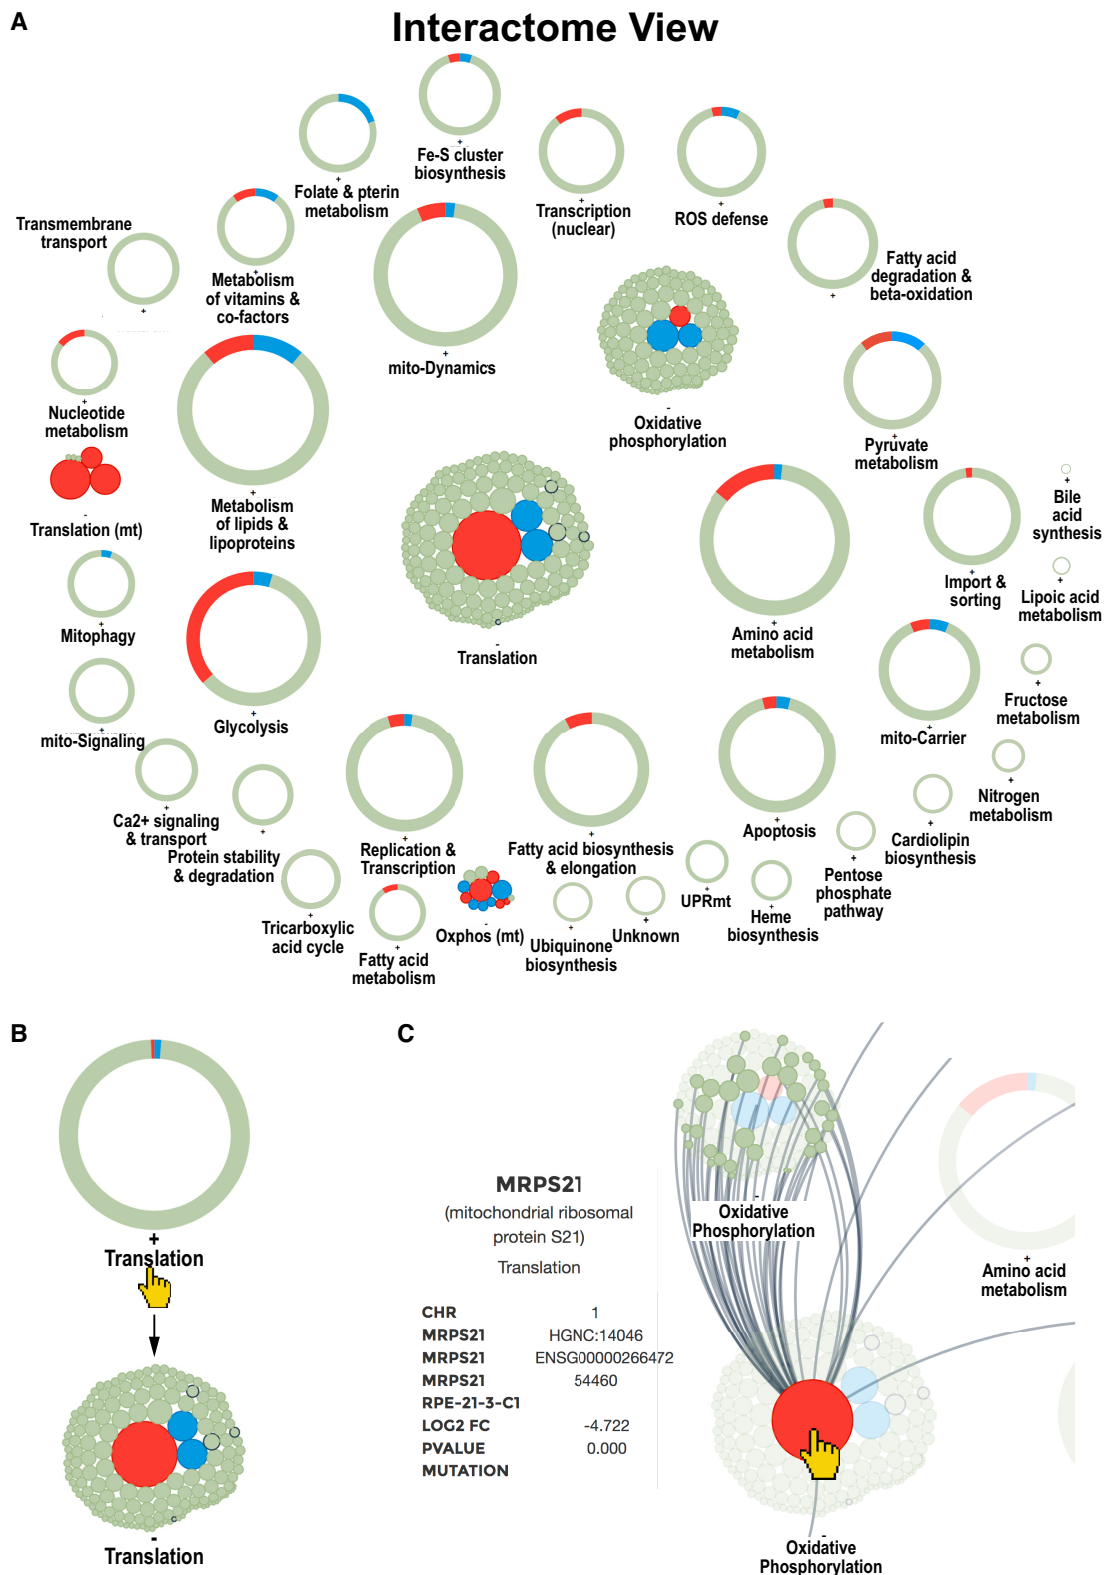 A
Interactome View
Fe-S cluster
biosynthesis
Folate & pterin
metabolism
Transcription
(nuclear)
ROS defense
Transmembrane
transport
Metabolism
of vitamins &
co-factors
Fatty acid
degradation &
beta-oxidation
mito-Dynamics
Nucleotide
metabolism
Oxidative
phosphorylation
Pyruvate
metabolism
Metabolism
of lipids &
lipoproteins
Translation (mt)
Bile
acid
synthesis
Import &
sorting
Lipoic acid
metabolism
Mitophagy
Amino acid
metabolism
Translation
Fructose
metabolism
Glycolysis
mito-Carrier
mito-Signaling
Nitrogen
metabolism
Ca2+ signaling
& transport
Apoptosis
Cardiolipin
biosynthesis
Protein stability
& degradation
Replication &
Transcription
Fatty acid biosynthesis
& elongation
Pentose
phosphate
pathway
UPRmt
Heme
biosynthesis
Tricarboxylic
acid cycle
Oxphos (mt)
Unknown
Ubiquinone
biosynthesis
Fatty acid
metabolism
B
+
Translation
-
Translation
C
MRPS21
(mitochondrial ribosomal
protein S21)
Translation
CHR 1
MRPS21 HGNC:14046
MRPS21 ENSG00000266472
MRPS21 54460
RPE-21-3-C1
LOG2 FC -4.722
PVALUE 0.000
MUTATION
-
Oxidative
Phosphorylation
+
Amino acid
metabolism
-
Oxidative
Phosphorylation